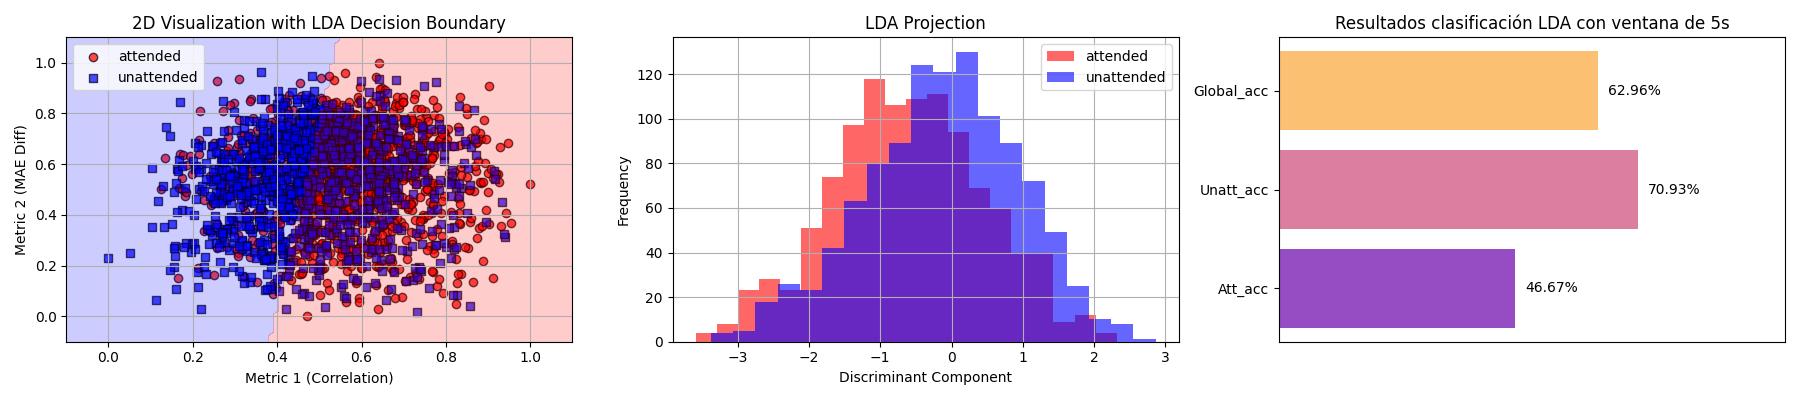 2D Visualization with LDA Decision Boundary
attended
unattended
1.0
0.8
0.6
0.4
0.2
0.0
Metric 2 (MAE Diff)
0.0 0.2 0.4 0.6 0.8 1.0
Metric 1 (Correlation)
LDA Projection
attended
unattended
120
100
80
60
40
20
0
Frequency
−3 −2 −1 0 1 2 3
Discriminant Component
Resultados clasificación LDA con ventana de 5s
Global_acc 62.96%
Unatt_acc 70.93%
Att_acc 46.67%